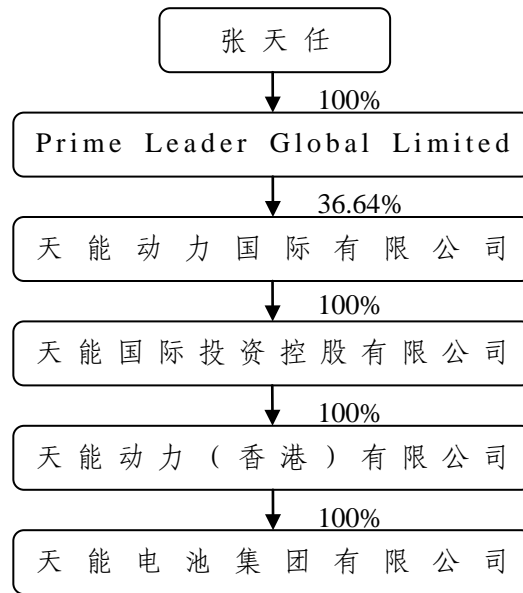 张天任
100%
Prime Leader Global Limited
36.64%
天能动力国际有限公司
100%
天能国际投资控股有限公司
100%
天能动力(香港)有限公司
100%
天能电池集团有限公司